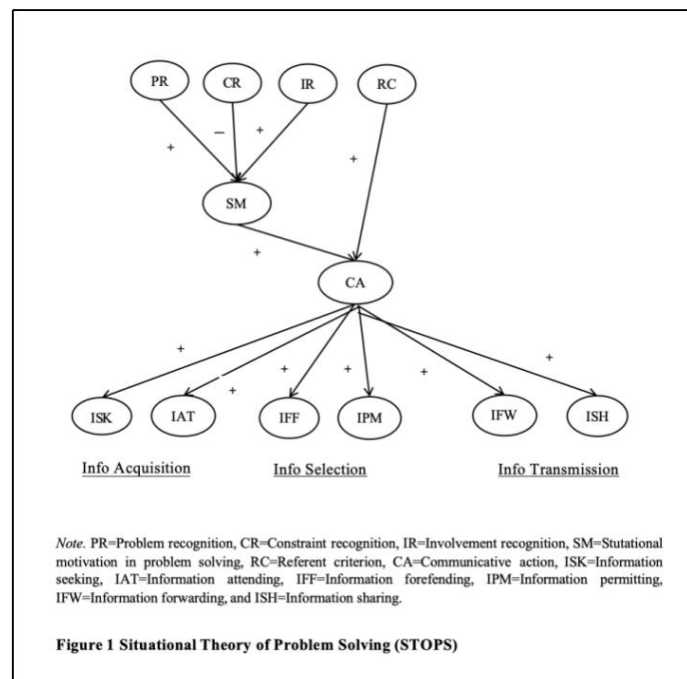 PR CR IR RC
+ − + +
SM
+
CA
+ + + + + +
ISK IAT IFF IPM IFW ISH
Info Acquisition Info Selection Info Transmission
Note. PR=Problem recognition, CR=Constraint recognition, IR=Involvement recognition, SM=Stutational
motivation in problem solving, RC=Referent criterion, CA=Communicative action, ISK=Information
seeking, IAT=Information attending, IFF=Information forefending, IPM=Information permitting,
IFW=Information forwarding, and ISH=Information sharing.
Figure 1 Situational Theory of Problem Solving (STOPS)